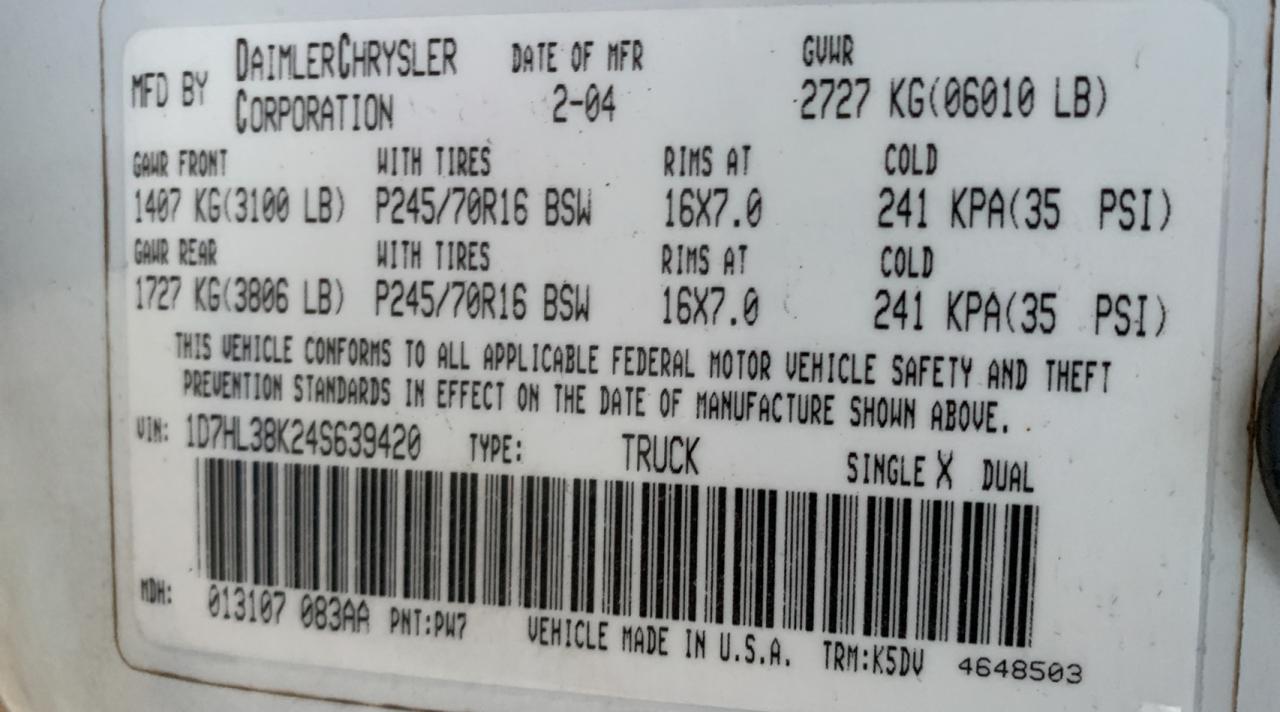 MFD BY DAIMLERCHRYSLER CORPORATION DATE OF MFR 2-04 GVWR 2727 KG(06010 LB)
GAWR FRONT WITH TIRES RIMS AT COLD
1407 KG(3100 LB) P245/70R16 BSW 16X7.0 241 KPA(35 PSI)
GAWR REAR WITH TIRES RIMS AT COLD
1727 KG(3806 LB) P245/70R16 BSW 16X7.0 241 KPA(35 PSI)
THIS VEHICLE CONFORMS TO ALL APPLICABLE FEDERAL MOTOR VEHICLE SAFETY AND THEFT
PREVENTION STANDARDS IN EFFECT ON THE DATE OF MANUFACTURE SHOWN ABOVE.
VIN: 1D7HL38K24S639420 TYPE: TRUCK SINGLE X DUAL
MDH: 013107 083AA PNT:PW7 VEHICLE MADE IN U.S.A. TRM:K5DV 4648503